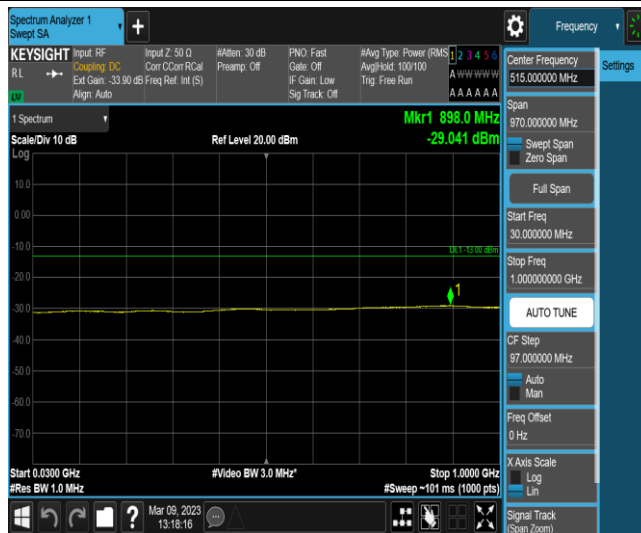 Spectrum Analyzer 1
Swept SA
+
Frequency
KEYSIGHT
RL
Input: RF
Coupling: DC
Ext Gain: -33.90 dB
Align: Auto
Input Z: 50 Ω
Corr CCorr RCal
Freq Ref: Int (S)
#Atten: 30 dB
Preamp: Off
PNO: Fast
Gate: Off
IF Gain: Low
Sig Track: Off
#Avg Type: Power (RMS
Avg|Hold: 100/100
Trig: Free Run
1 2 3 4 5 6
A W W W W W
A A A A A A
LXI
1 Spectrum
Scale/Div 10 dB
Log
Ref Level 20.00 dBm
Mkr1 898.0 MHz
-29.041 dBm
10.0
0.00
-10.0
-20.0
-30.0
-40.0
-50.0
-60.0
-70.0
DL1 -13.00 dBm
1
Start 0.0300 GHz
#Video BW 3.0 MHz*
Stop 1.0000 GHz
#Res BW 1.0 MHz
#Sweep ~101 ms (1000 pts)
?
Mar 09, 2023
13:18:16
Center Frequency
515.000000 MHz
Span
970.000000 MHz
Swept Span
Zero Span
Full Span
Start Freq
30.000000 MHz
Stop Freq
1.000000000 GHz
AUTO TUNE
CF Step
97.000000 MHz
Auto
Man
Freq Offset
0 Hz
X Axis Scale
Log
Lin
Signal Track
(Span Zoom)
Settings